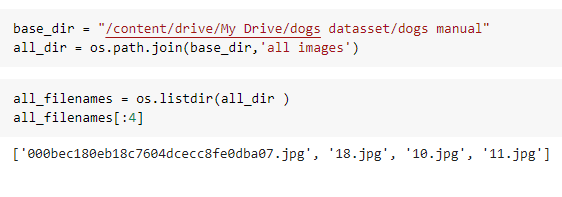 base_dir = "/content/drive/My Drive/dogs datasset/dogs manual"
all_dir = os.path.join(base_dir,'all images')
all_filenames = os.listdir(all_dir )
all_filenames[:4]
['000bec180eb18c7604dcecc8fe0dba07.jpg', '18.jpg', '10.jpg', '11.jpg']